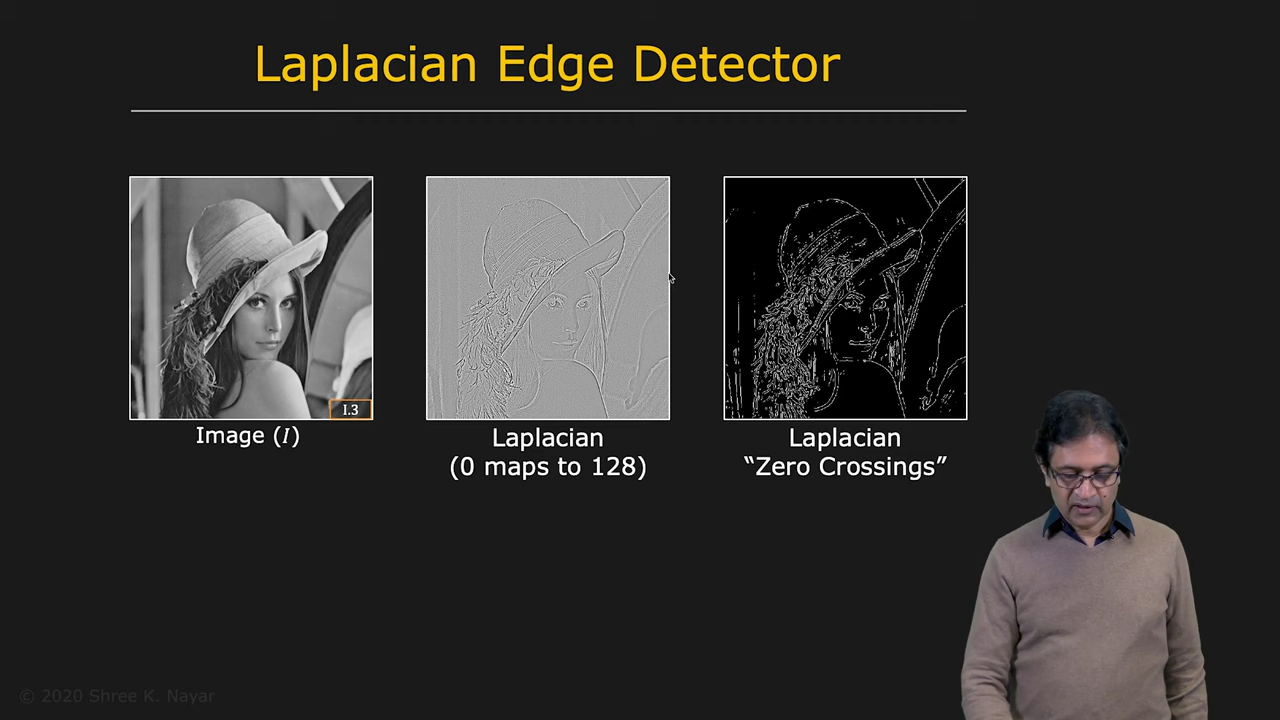 Laplacian Edge Detector
I.3
Image (I)
Laplacian
(0 maps to 128)
Laplacian
“Zero Crossings”
© 2020 Shree K. Nayar